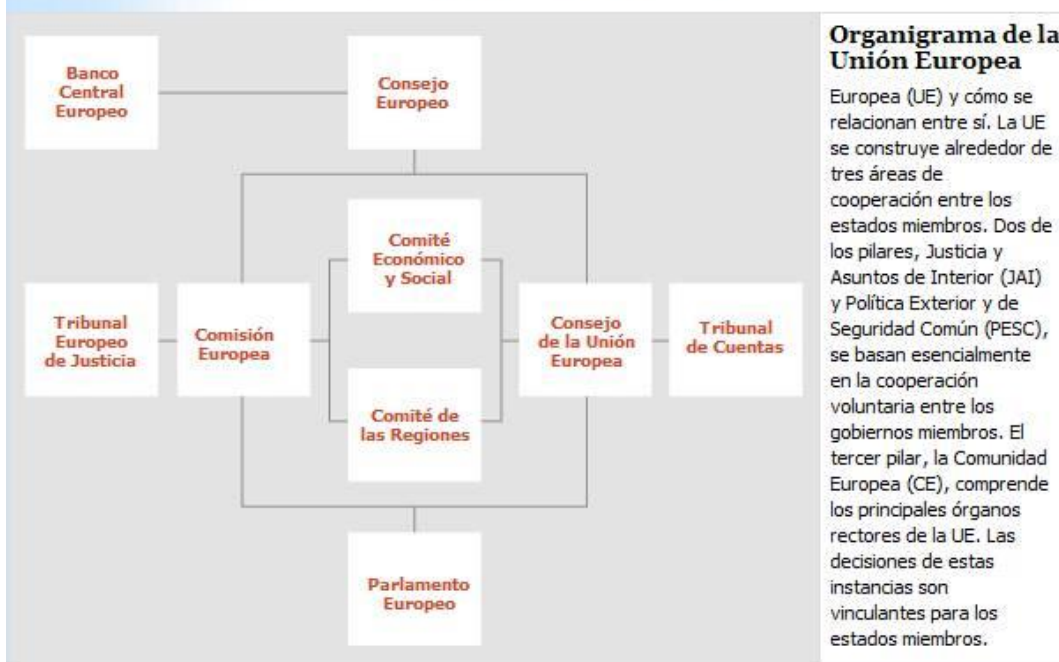 Banco
Central
Europeo
Consejo
Europeo
Comité
Económico
y Social
Tribunal
Europeo
de Justicia
Comisión
Europea
Consejo
de la Unión
Europea
Tribunal
de Cuentas
Comité de
las Regiones
Parlamento
Europeo
Organigrama de la
Unión Europea
Europea (UE) y cómo se
relacionan entre sí. La UE
se construye alrededor de
tres áreas de
cooperación entre los
estados miembros. Dos de
los pilares, Justicia y
Asuntos de Interior (JAI)
y Política Exterior y de
Seguridad Común (PESC),
se basan esencialmente
en la cooperación
voluntaria entre los
gobiernos miembros. El
tercer pilar, la Comunidad
Europea (CE), comprende
los principales órganos
rectores de la UE. Las
decisiones de estas
instancias son
vinculantes para los
estados miembros.